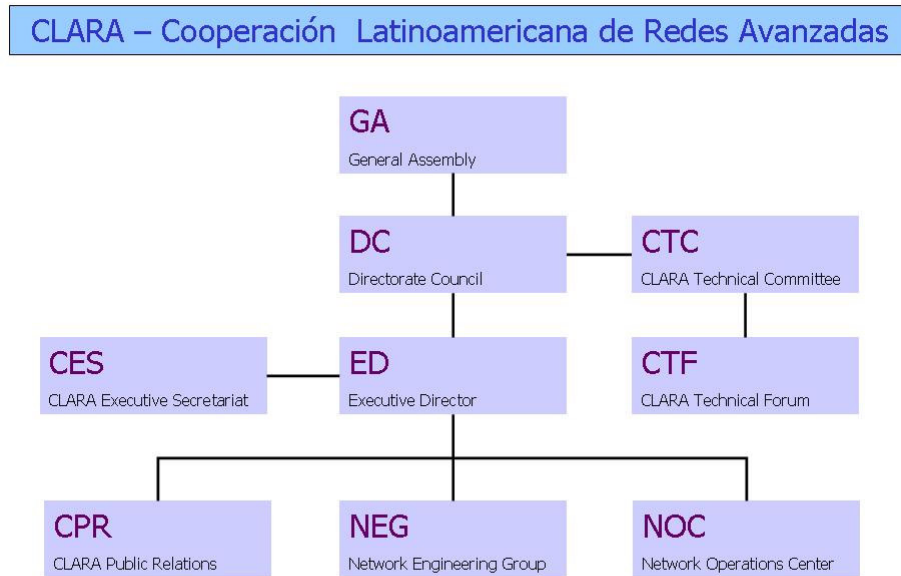 CLARA – Cooperación Latinoamericana de Redes Avanzadas
GA
General Assembly
DC
Directorate Council
CTC
CLARA Technical Committee
CES
CLARA Executive Secretariat
ED
Executive Director
CTF
CLARA Technical Forum
CPR
CLARA Public Relations
NEG
Network Engineering Group
NOC
Network Operations Center